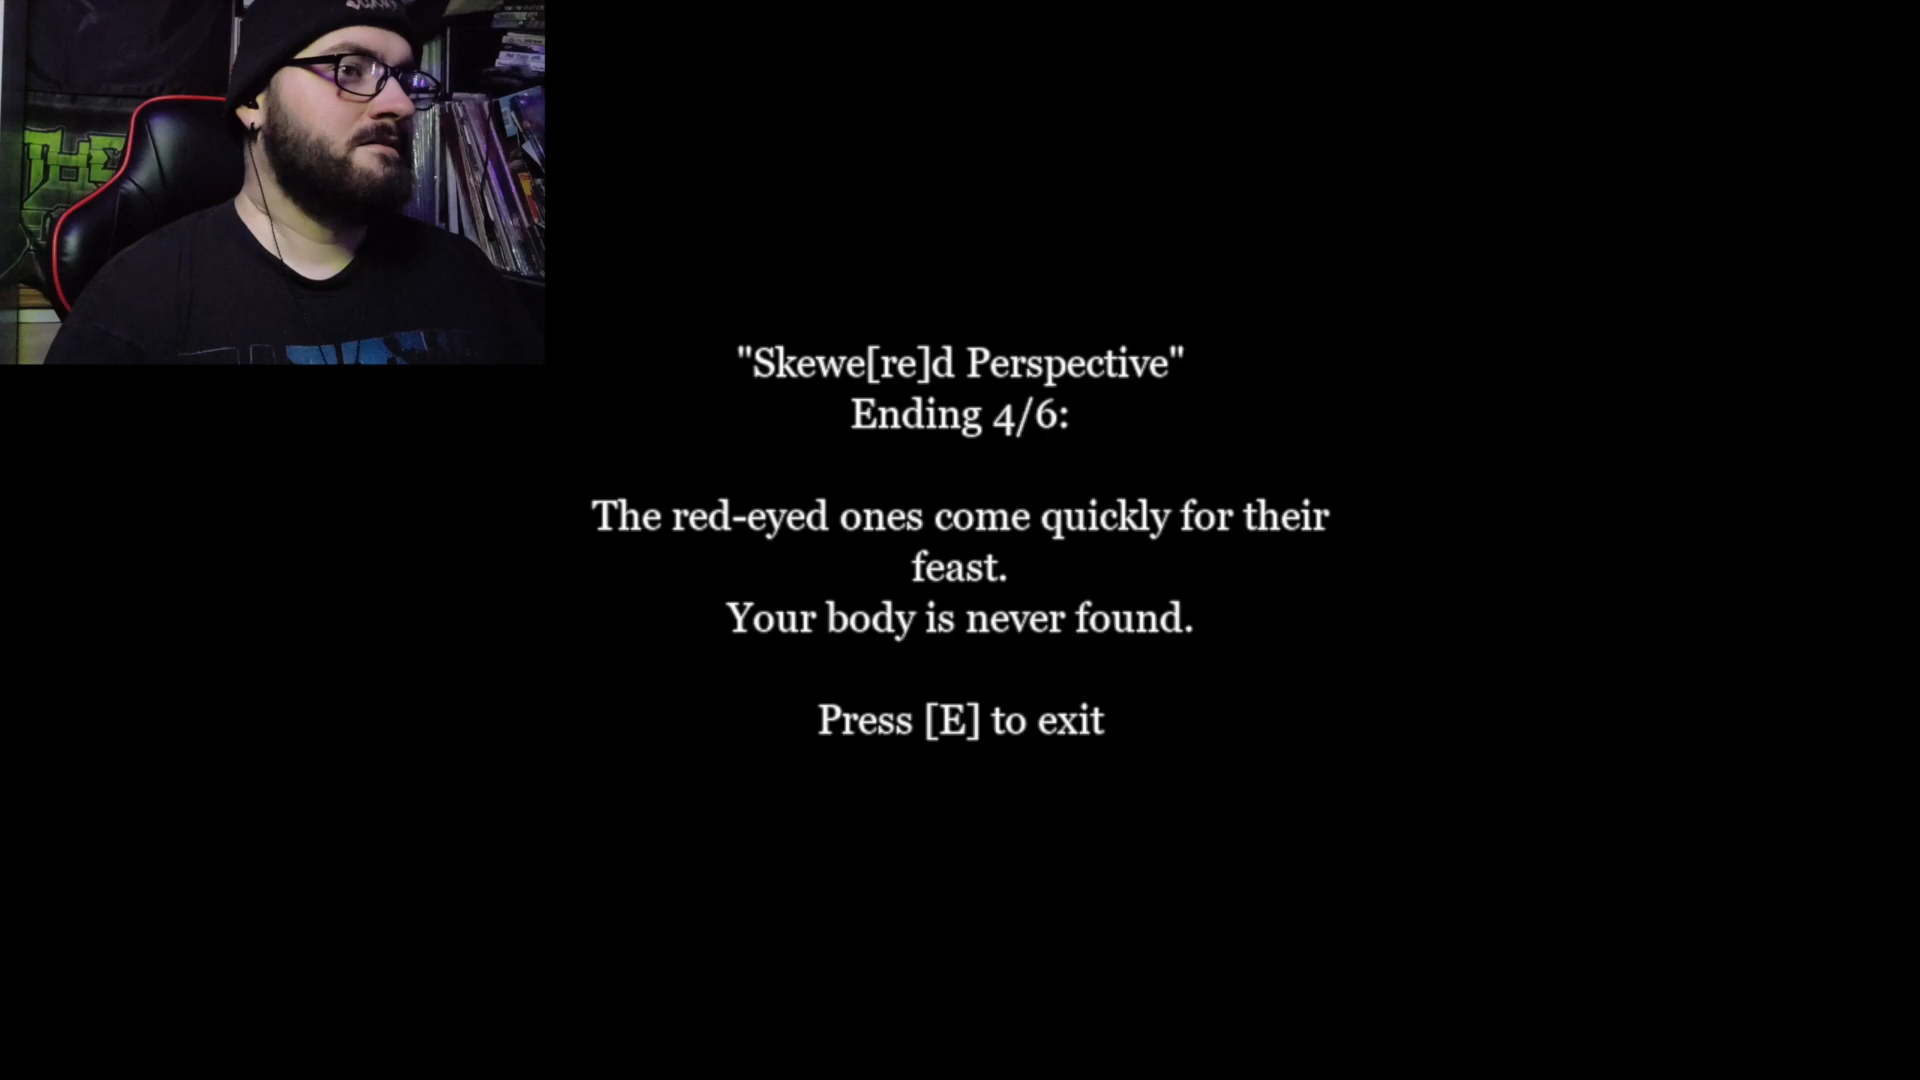 THE
"Skewe[re]d Perspective"
Ending 4/6:
The red-eyed ones come quickly for their
feast.
Your body is never found.
Press [E] to exit